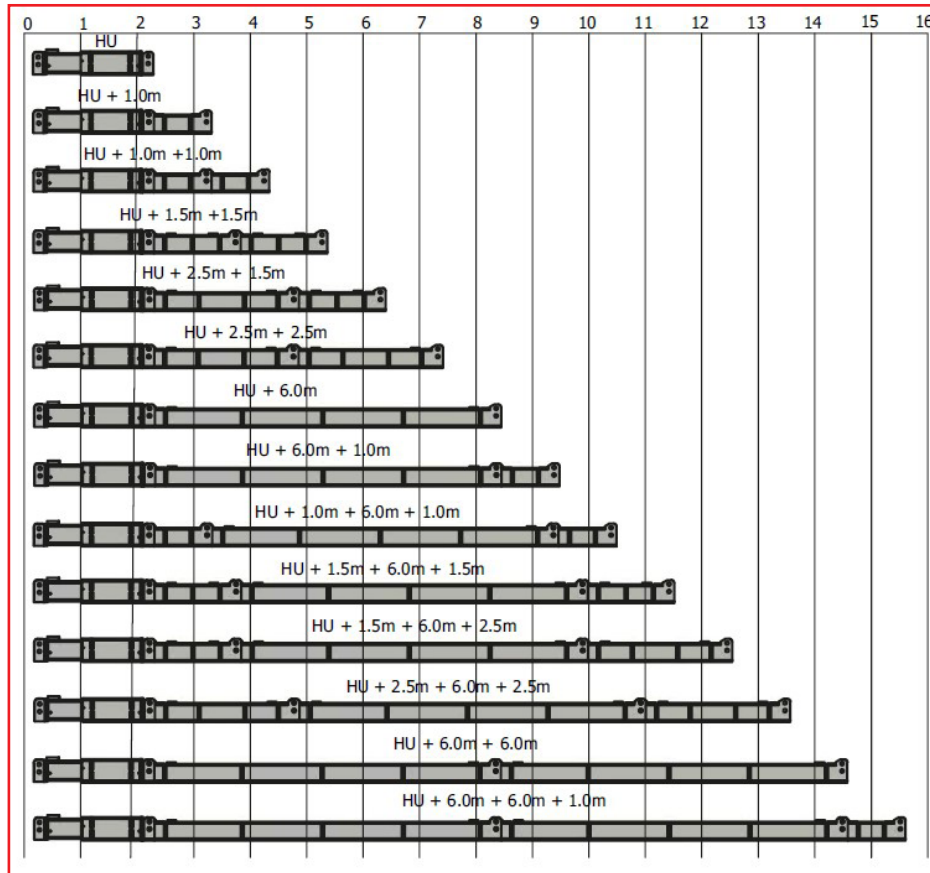 0 1 2 3 4 5 6 7 8 9 10 11 12 13 14 15 16
HU
HU + 1.0m
HU + 1.0m +1.0m
HU + 1.5m +1.5m
HU + 2.5m + 1.5m
HU + 2.5m + 2.5m
HU + 6.0m
HU + 6.0m + 1.0m
HU + 1.0m + 6.0m + 1.0m
HU + 1.5m + 6.0m + 1.5m
HU + 1.5m + 6.0m + 2.5m
HU + 2.5m + 6.0m + 2.5m
HU + 6.0m + 6.0m
HU + 6.0m + 6.0m + 1.0m